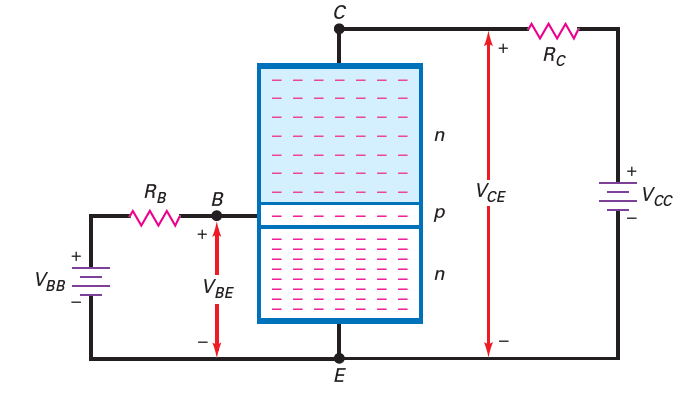 C
+
R_C
n
R_B
B
V_CE
+
V_CC
p
−
+
+
n
V_BB
V_BE
−
−
−
E